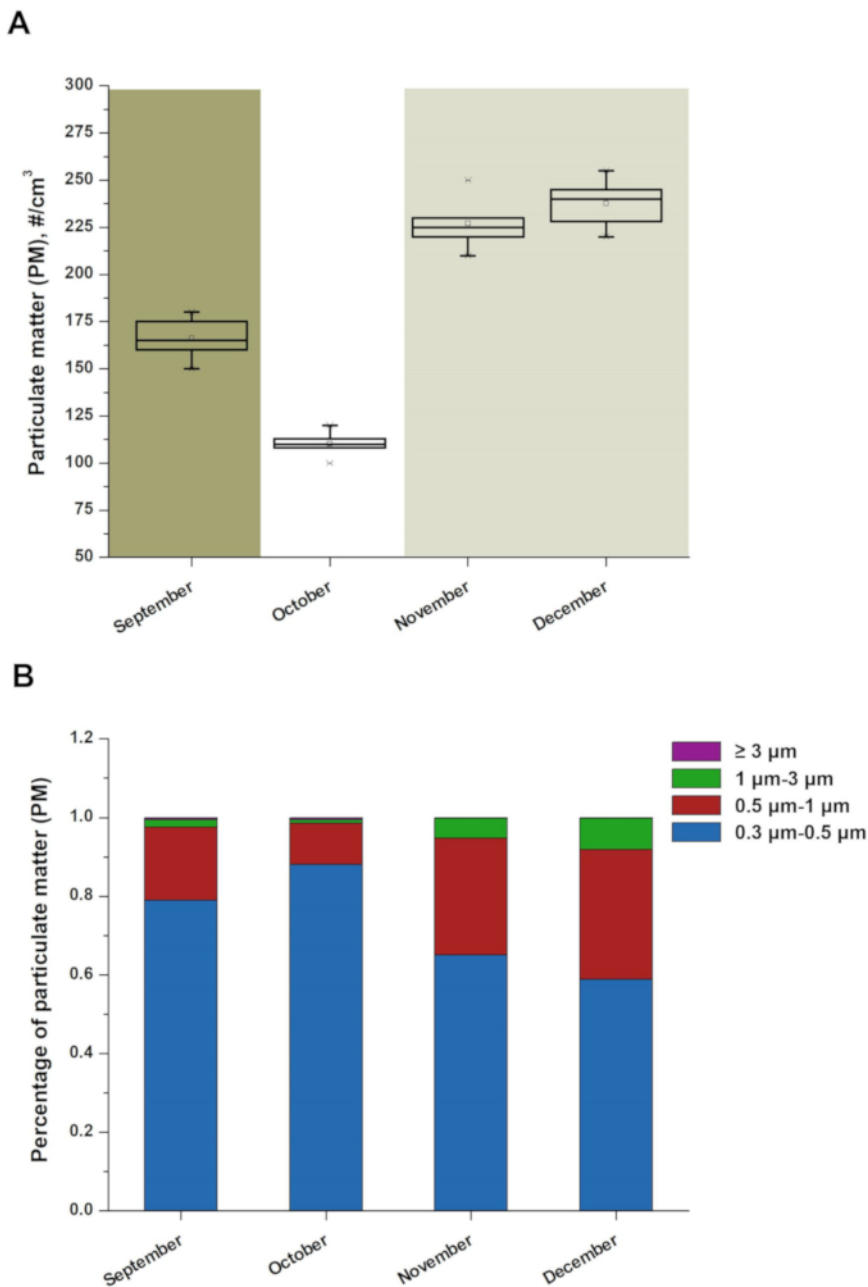 A
Particulate matter (PM), #/cm³
300
275
250
225
200
175
150
125
100
75
50
September
October
November
December
B
Percentage of particulate matter (PM)
1.2
1.0
0.8
0.6
0.4
0.2
0.0
September
October
November
December
≥ 3 μm
1 μm-3 μm
0.5 μm-1 μm
0.3 μm-0.5 μm